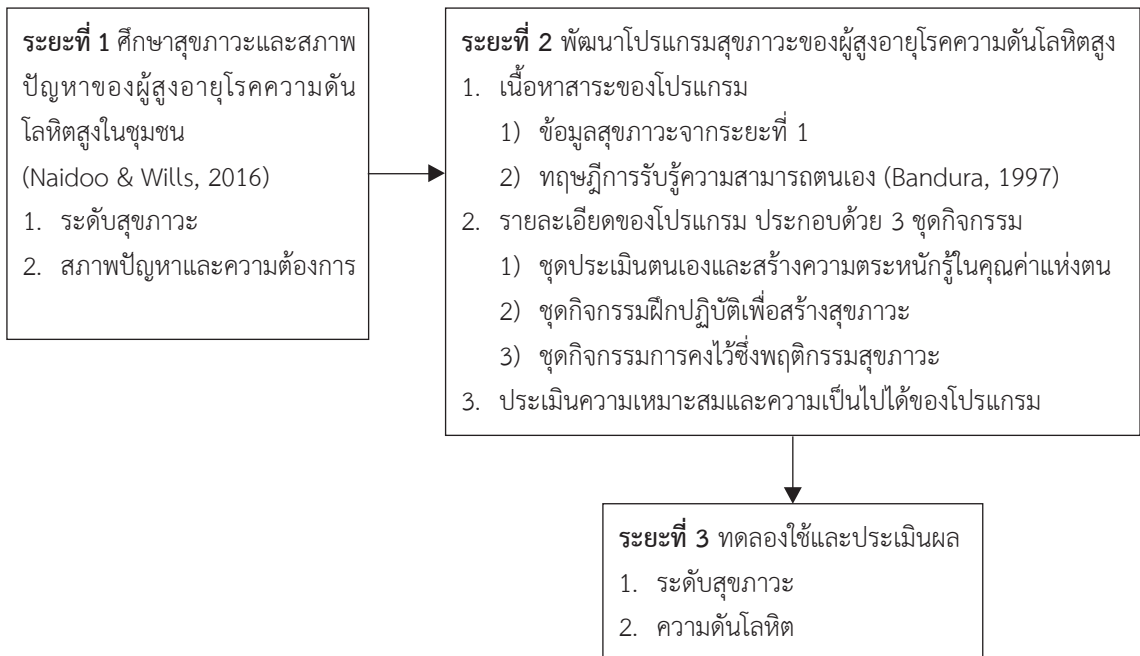 ระยะที่ 1 ศึกษาสุขภาวะและสภาพ
ปัญหาของผู้สูงอายุโรคความดัน
โลหิตสูงในชุมชน
(Naidoo & Wills, 2016)
1. ระดับสุขภาวะ
2. สภาพปัญหาและความต้องการ
ระยะที่ 2 พัฒนาโปรแกรมสุขภาวะของผู้สูงอายุโรคความดันโลหิตสูง
1. เนื้อหาสาระของโปรแกรม
1) ข้อมูลสุขภาวะจากระยะที่ 1
2) ทฤษฎีการรับรู้ความสามารถตนเอง (Bandura, 1997)
2. รายละเอียดของโปรแกรม ประกอบด้วย 3 ชุดกิจกรรม
1) ชุดประเมินตนเองและสร้างความตระหนักรู้ในคุณค่าแห่งตน
2) ชุดกิจกรรมฝึกปฏิบัติเพื่อสร้างสุขภาวะ
3) ชุดกิจกรรมการคงไว้ซึ่งพฤติกรรมสุขภาวะ
3. ประเมินความเหมาะสมและความเป็นไปได้ของโปรแกรม
ระยะที่ 3 ทดลองใช้และประเมินผล
1. ระดับสุขภาวะ
2. ความดันโลหิต